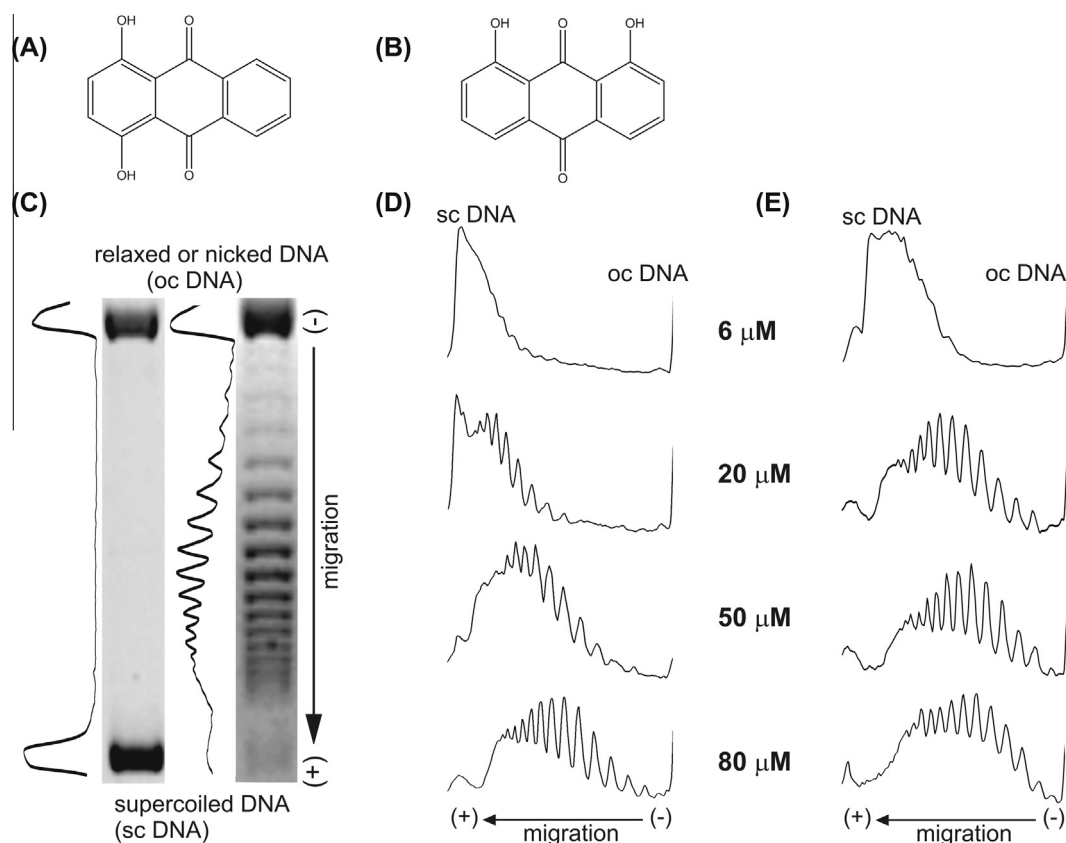 (A)
OH
O
OH
O
(B)
OH
O
OH
O
(C)
relaxed or nicked DNA
(oc DNA)
(-)
migration
(+)
supercoiled DNA
(sc DNA)
(D)
sc DNA
oc DNA
(E)
sc DNA
oc DNA
6 μM
20 μM
50 μM
80 μM
(+)
migration
(-)
(+)
migration
(-)